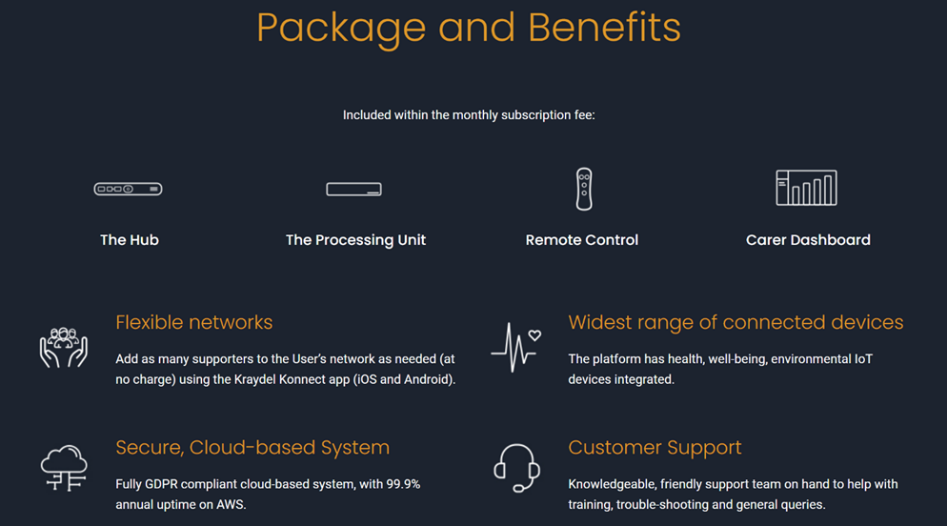 Package and Benefits
Included within the monthly subscription fee:
The Hub
The Processing Unit
Remote Control
Carer Dashboard
Flexible networks
Add as many supporters to the User's network as needed (at
no charge) using the Kraydel Konnect app (iOS and Android).
Widest range of connected devices
The platform has health, well-being, environmental IoT
devices integrated.
Secure, Cloud-based System
Fully GDPR compliant cloud-based system, with 99.9%
annual uptime on AWS.
Customer Support
Knowledgeable, friendly support team on hand to help with
training, trouble-shooting and general queries.